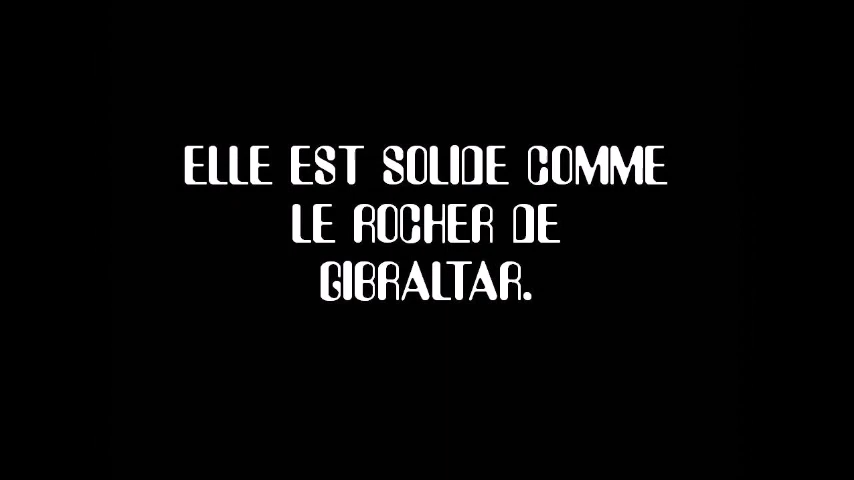 ELLE EST SOLIDE COMME
LE ROCHER DE
GIBRALTAR.